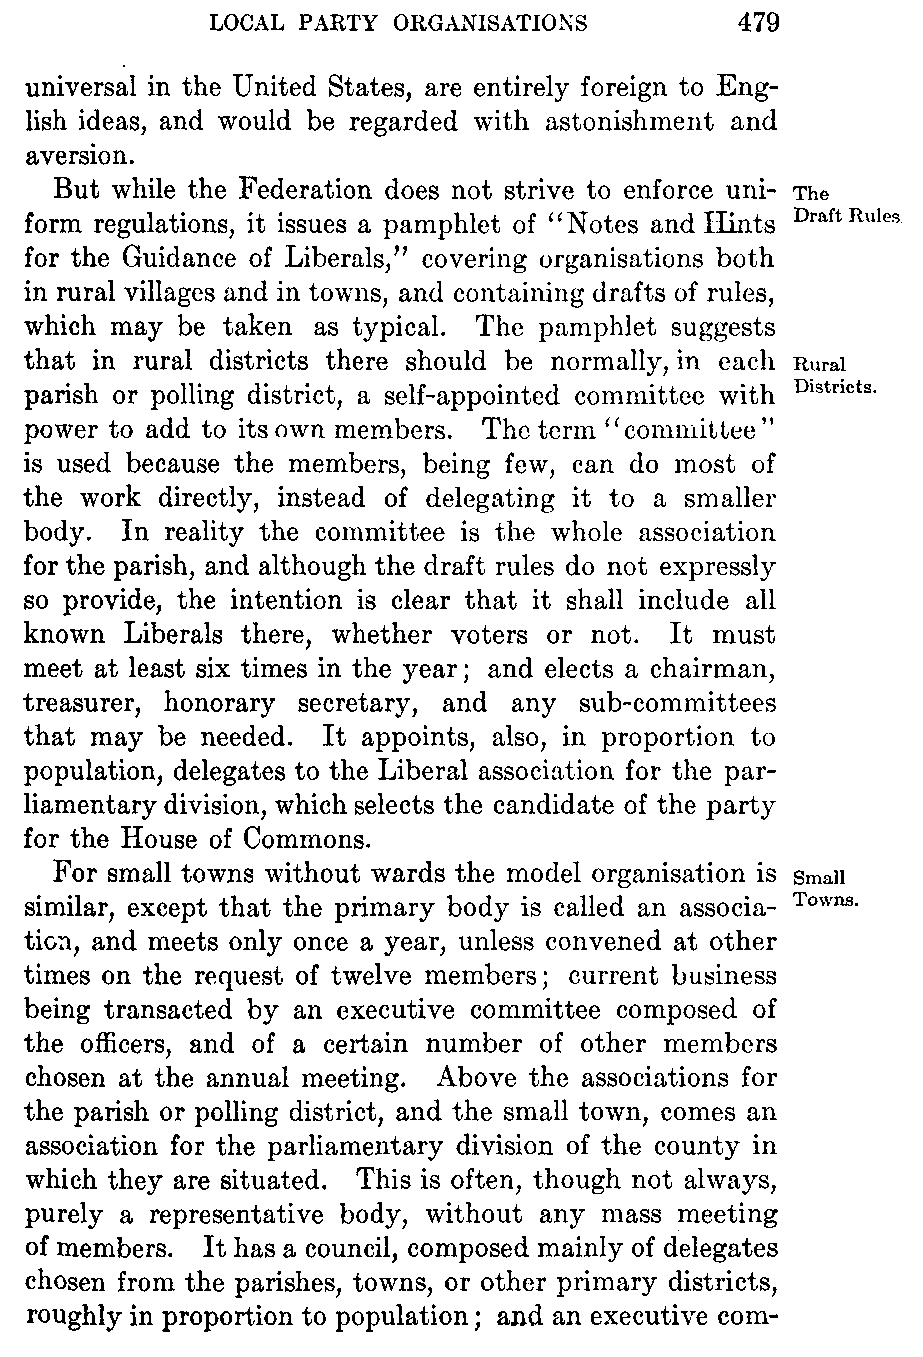 LOCAL PARTY ORGANISATIONS 479
universal in the United States, are entirely foreign to Eng-
lish ideas, and would be regarded with astonishment and
aversion.
But while the Federation does not strive to enforce uni-
The
form regulations, it issues a pamphlet of "Notes and Hints
Draft Rules.
for the Guidance of Liberals," covering organisations both
in rural villages and in towns, and containing drafts of rules,
which may be taken as typical. The pamphlet suggests
that in rural districts there should be normally, in each
Rural
parish or polling district, a self-appointed committee with
Districts.
power to add to its own members. The term "committee"
is used because the members, being few, can do most of
the work directly, instead of delegating it to a smaller
body. In reality the committee is the whole association
for the parish, and although the draft rules do not expressly
so provide, the intention is clear that it shall include all
known Liberals there, whether voters or not. It must
meet at least six times in the year; and elects a chairman,
treasurer, honorary secretary, and any sub-committees
that may be needed. It appoints, also, in proportion to
population, delegates to the Liberal association for the par-
liamentary division, which selects the candidate of the party
for the House of Commons.
For small towns without wards the model organisation is
Small
similar, except that the primary body is called an associa-
Towns.
tion, and meets only once a year, unless convened at other
times on the request of twelve members; current business
being transacted by an executive committee composed of
the officers, and of a certain number of other members
chosen at the annual meeting. Above the associations for
the parish or polling district, and the small town, comes an
association for the parliamentary division of the county in
which they are situated. This is often, though not always,
purely a representative body, without any mass meeting
of members. It has a council, composed mainly of delegates
chosen from the parishes, towns, or other primary districts,
roughly in proportion to population; and an executive com-